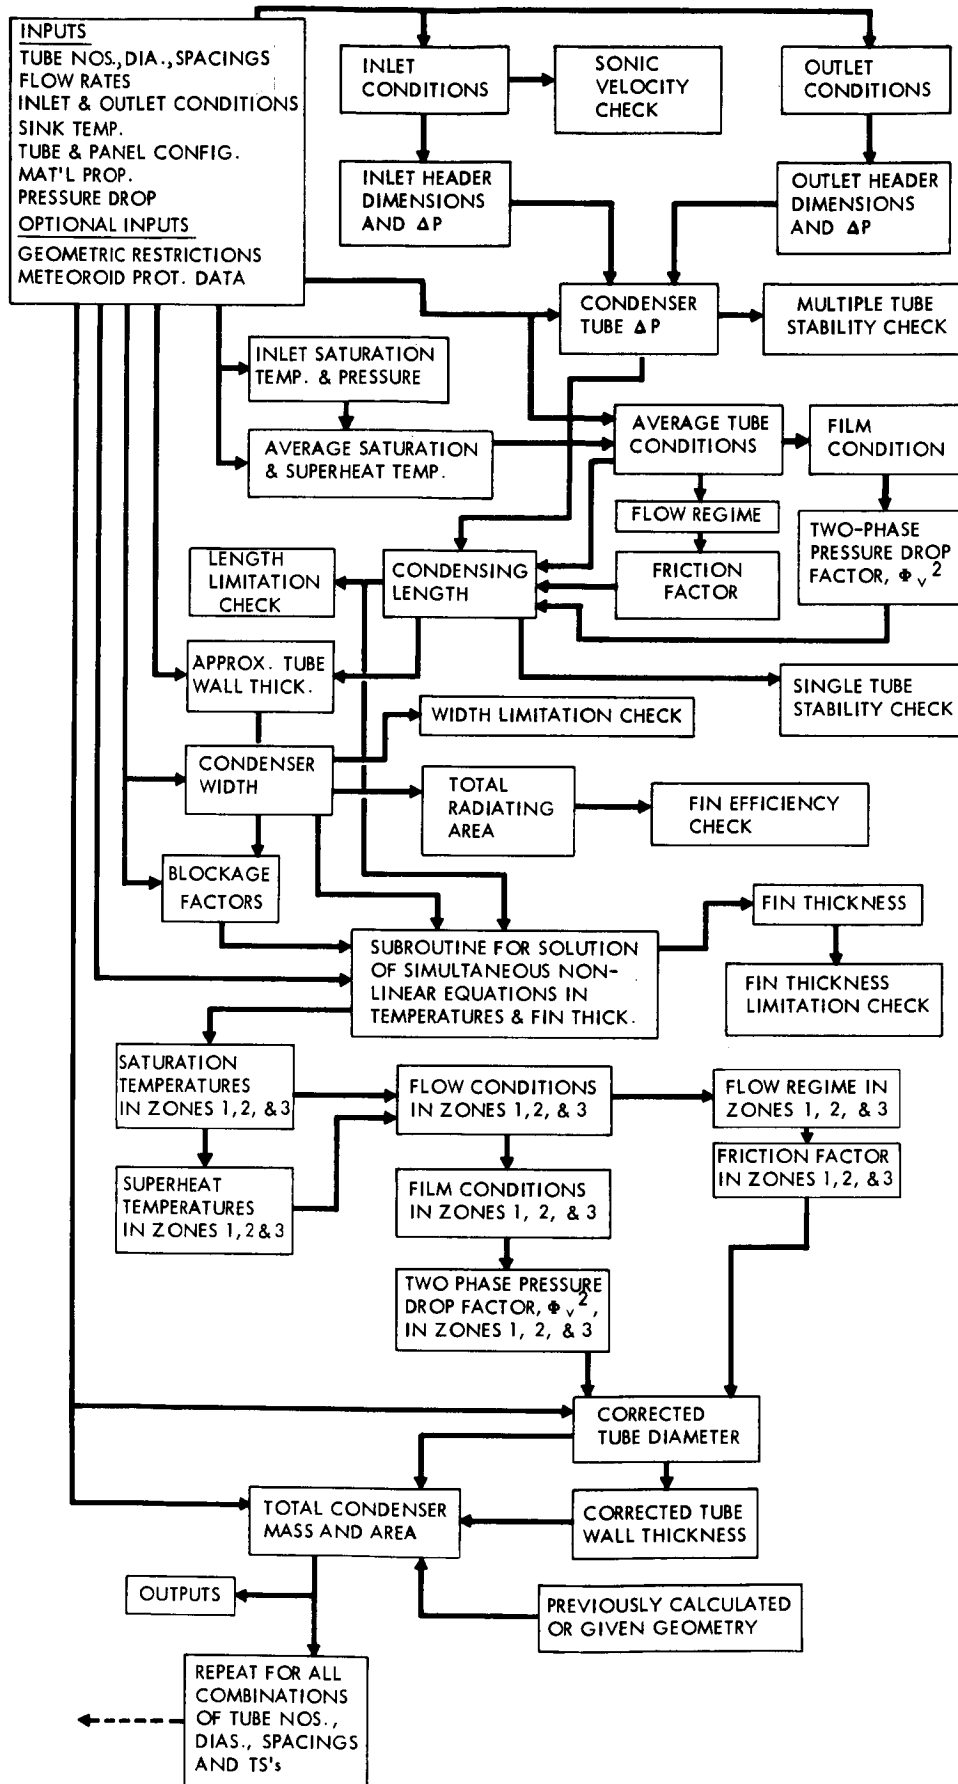 INPUTS
TUBE NOS., DIA., SPACINGS
FLOW RATES
INLET & OUTLET CONDITIONS
SINK TEMP.
TUBE & PANEL CONFIG.
MAT'L PROP.
PRESSURE DROP
OPTIONAL INPUTS
GEOMETRIC RESTRICTIONS
METEOROID PROT. DATA
INLET
CONDITIONS
SONIC
VELOCITY
CHECK
OUTLET
CONDITIONS
INLET HEADER
DIMENSIONS
AND ΔP
OUTLET HEADER
DIMENSIONS
AND ΔP
CONDENSER
TUBE ΔP
MULTIPLE TUBE
STABILITY CHECK
INLET SATURATION
TEMP. & PRESSURE
AVERAGE SATURATION
& SUPERHEAT TEMP.
AVERAGE TUBE
CONDITIONS
FILM
CONDITION
FLOW REGIME
TWO-PHASE
PRESSURE DROP
FACTOR, Φv²
LENGTH
LIMITATION
CHECK
CONDENSING
LENGTH
FRICTION
FACTOR
APPROX. TUBE
WALL THICK.
SINGLE TUBE
STABILITY CHECK
WIDTH LIMITATION CHECK
CONDENSER
WIDTH
TOTAL
RADIATING
AREA
FIN EFFICIENCY
CHECK
BLOCKAGE
FACTORS
FIN THICKNESS
SUBROUTINE FOR SOLUTION
OF SIMULTANEOUS NON-
LINEAR EQUATIONS IN
TEMPERATURES & FIN THICK.
FIN THICKNESS
LIMITATION CHECK
SATURATION
TEMPERATURES
IN ZONES 1, 2, & 3
FLOW CONDITIONS
IN ZONES 1, 2, & 3
FLOW REGIME IN
ZONES 1, 2, & 3
FRICTION FACTOR
IN ZONES 1, 2, & 3
SUPERHEAT
TEMPERATURES
IN ZONES 1, 2 & 3
FILM CONDITIONS
IN ZONES 1, 2, & 3
TWO PHASE PRESSURE
DROP FACTOR, Φv²,
IN ZONES 1, 2, & 3
CORRECTED
TUBE DIAMETER
TOTAL CONDENSER
MASS AND AREA
CORRECTED TUBE
WALL THICKNESS
OUTPUTS
PREVIOUSLY CALCULATED
OR GIVEN GEOMETRY
REPEAT FOR ALL
COMBINATIONS
OF TUBE NOS.,
DIAS., SPACINGS
AND TS's